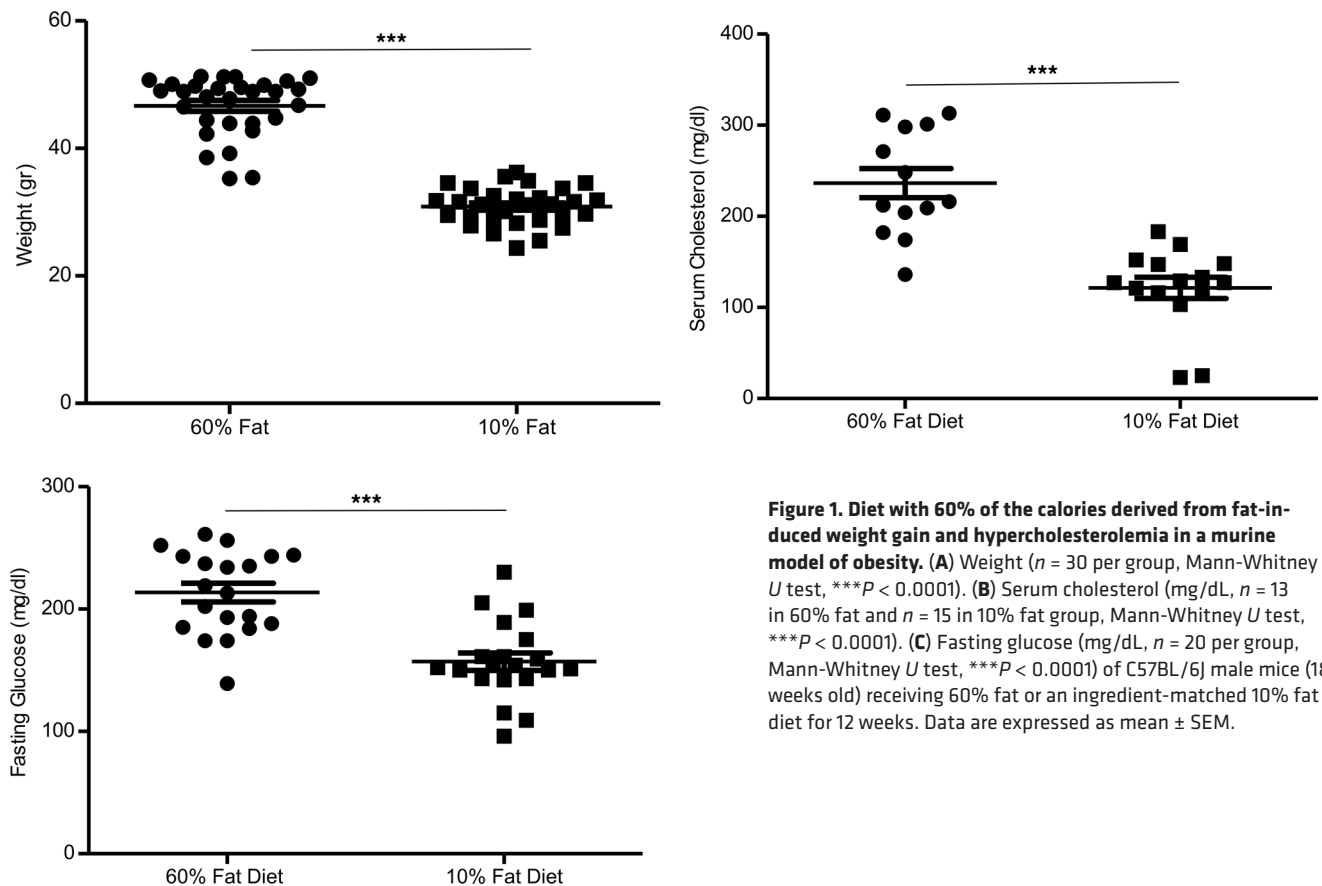 60
***
40
Weight (gr)
20
0
60% Fat
10% Fat
400
***
300
Serum Cholesterol (mg/dl)
200
100
0
60% Fat Diet
10% Fat Diet
300
***
200
Fasting Glucose (mg/dl)
100
0
60% Fat Diet
10% Fat Diet
Figure 1. Diet with 60% of the calories derived from fat-in-
duced weight gain and hypercholesterolemia in a murine
model of obesity. (A) Weight (n = 30 per group, Mann-Whitney
U test, ***P < 0.0001). (B) Serum cholesterol (mg/dL, n = 13
in 60% fat and n = 15 in 10% fat group, Mann-Whitney U test,
***P < 0.0001). (C) Fasting glucose (mg/dL, n = 20 per group,
Mann-Whitney U test, ***P < 0.0001) of C57BL/6J male mice (18
weeks old) receiving 60% fat or an ingredient-matched 10% fat
diet for 12 weeks. Data are expressed as mean ± SEM.